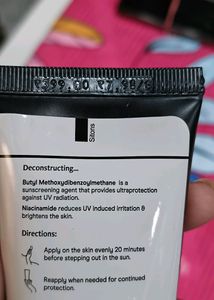 Sitons
Deconstructing...
Butyl Methoxydibenzoylmethane is a
sunscreening agent that provides ultraprotection
against UV radiation.
Niacinamide reduces UV induced irritation &
brightens the skin.
Directions:
Apply on the skin evenly 20 minutes
before stepping out in the sun.
Reapply when needed for continued
protection.